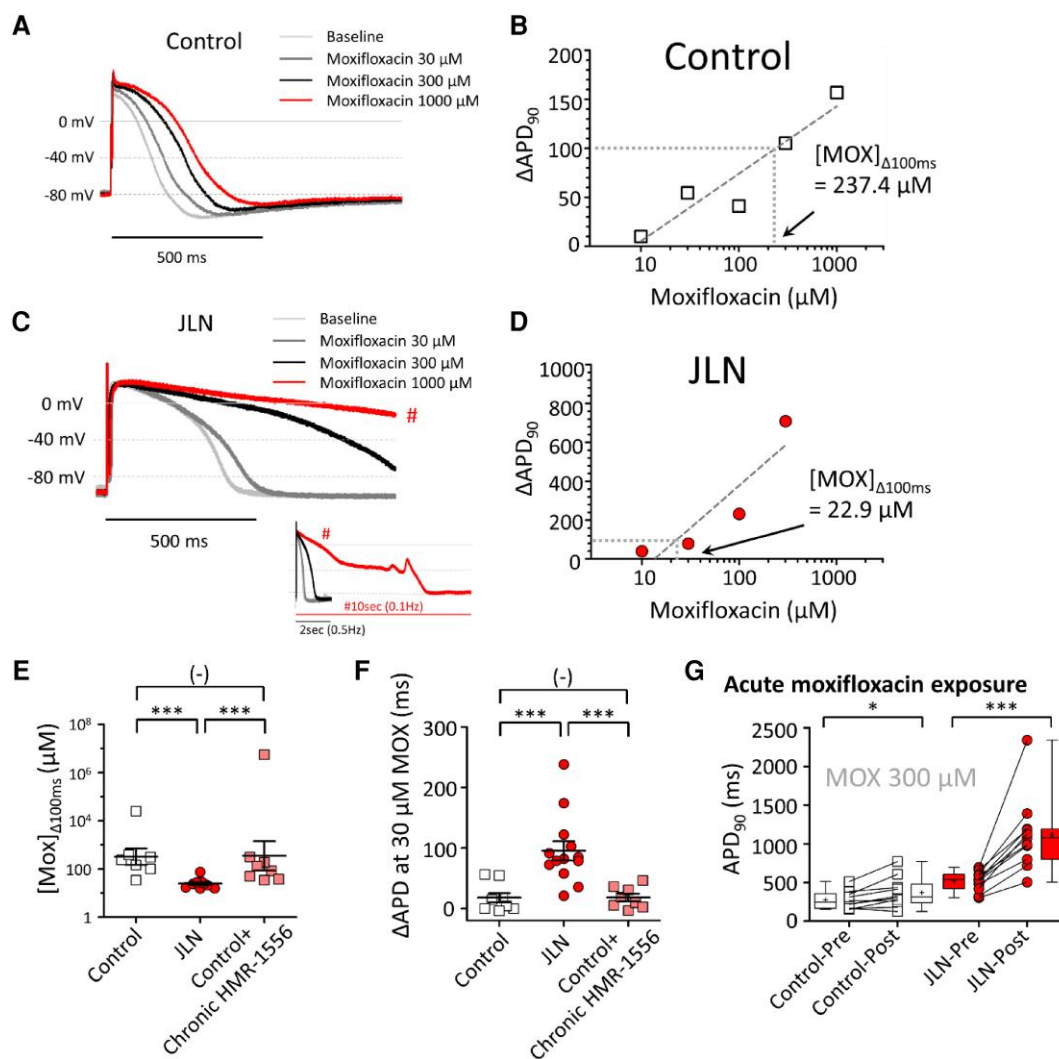 A
Control
Baseline
Moxifloxacin 30 μM
Moxifloxacin 300 μM
Moxifloxacin 1000 μM
0 mV
-40 mV
-80 mV
500 ms
B
Control
ΔAPD90
200
150
100
50
0
[MOX]Δ100ms
= 237.4 μM
10 100 1000
Moxifloxacin (μM)
C
JLN
Baseline
Moxifloxacin 30 μM
Moxifloxacin 300 μM
Moxifloxacin 1000 μM
0 mV
#
-40 mV
-80 mV
500 ms
#
#10sec (0.1Hz)
2sec (0.5Hz)
D
JLN
ΔAPD90
1000
800
600
400
200
0
[MOX]Δ100ms
= 22.9 μM
10 100 1000
Moxifloxacin (μM)
E
(-)
*** ***
[Mox]Δ100ms (μM)
10^8
10^6
10^4
100
1
Control
JLN
Control+
Chronic HMR-1556
F
(-)
*** ***
ΔAPD at 30 μM MOX (ms)
300
200
100
0
Control
JLN
Control+
Chronic HMR-1556
G
Acute moxifloxacin exposure
* ***
MOX 300 μM
APD90 (ms)
2500
2000
1500
1000
500
0
Control-Pre
Control-Post
JLN-Pre
JLN-Post